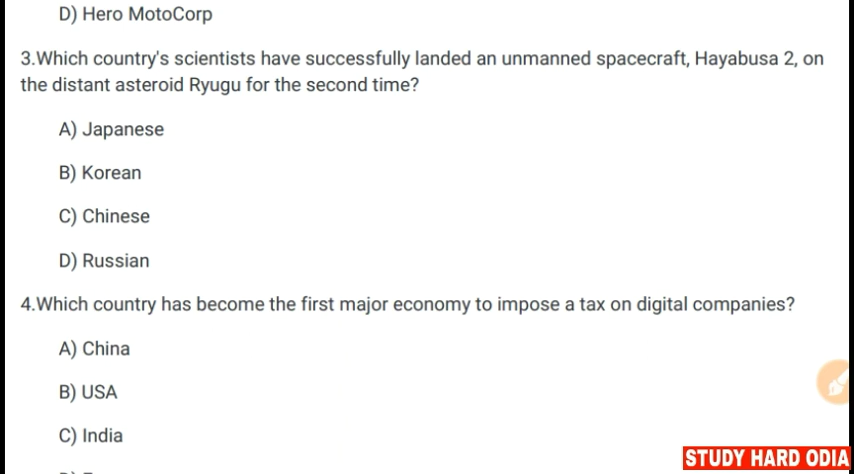 D) Hero MotoCorp
3.Which country's scientists have successfully landed an unmanned spacecraft, Hayabusa 2, on
the distant asteroid Ryugu for the second time?
A) Japanese
B) Korean
C) Chinese
D) Russian
4.Which country has become the first major economy to impose a tax on digital companies?
A) China
B) USA
C) India
STUDY HARD ODIA